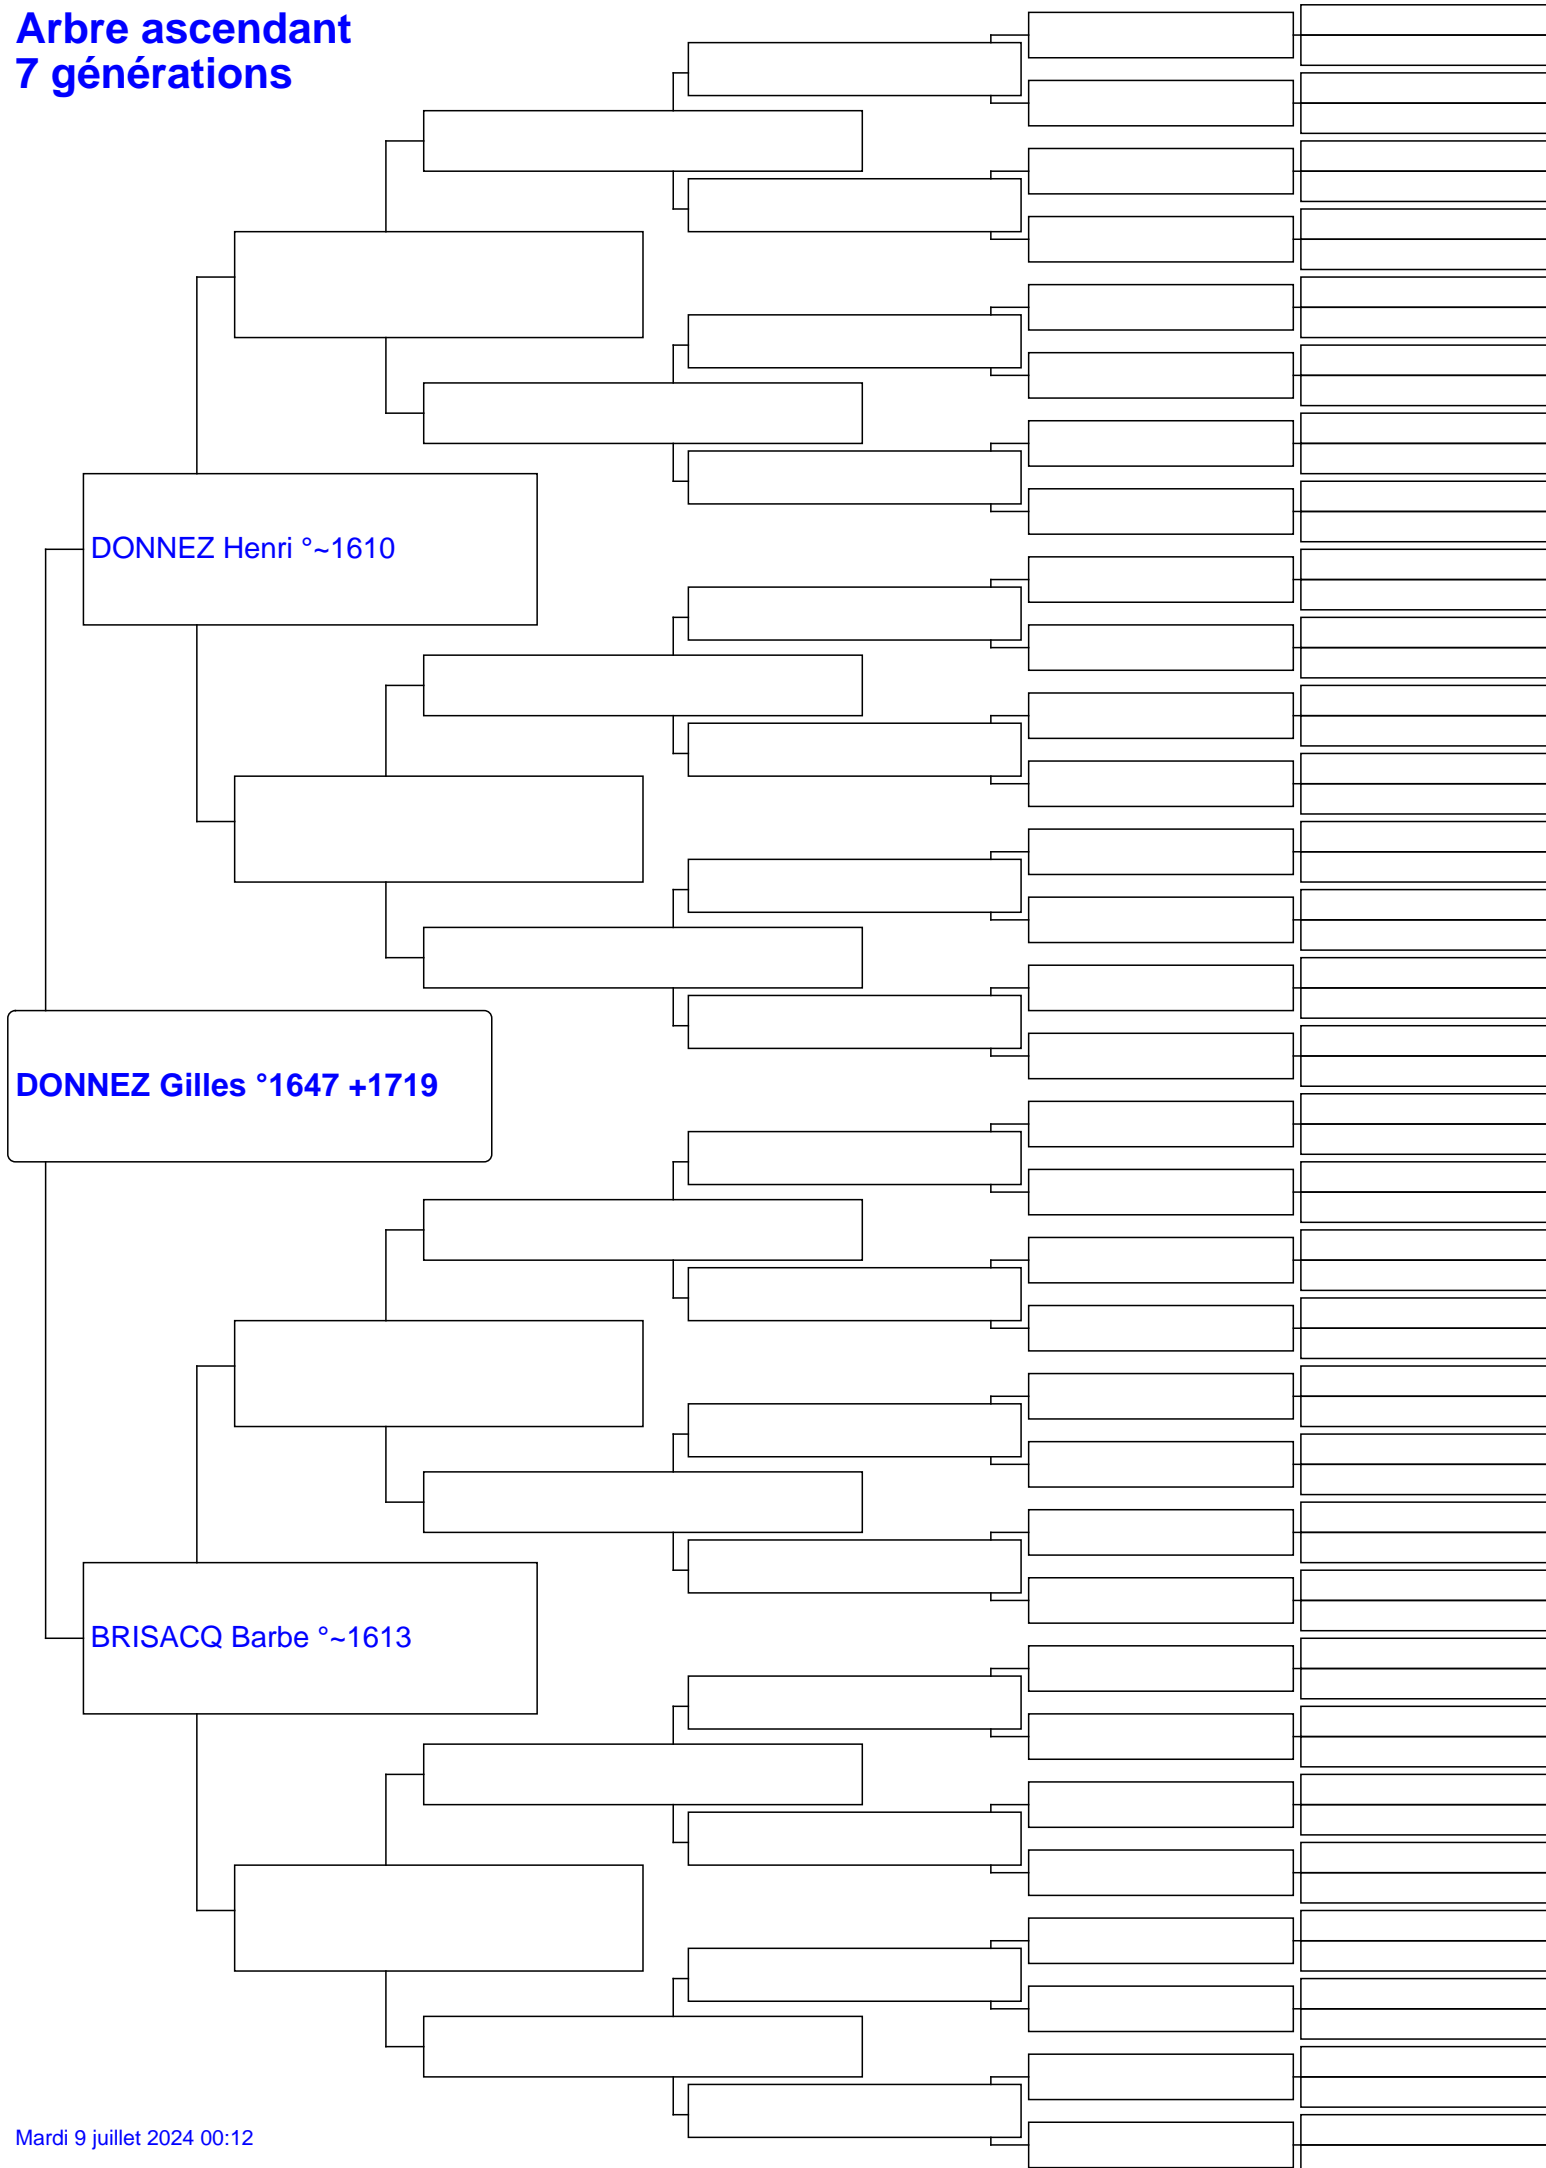 Arbre ascendant
7 générations
DONNEZ Henri °~1610
DONNEZ Gilles °1647 +1719
BRISACQ Barbe °~1613
Mardi 9 juillet 2024 00:12